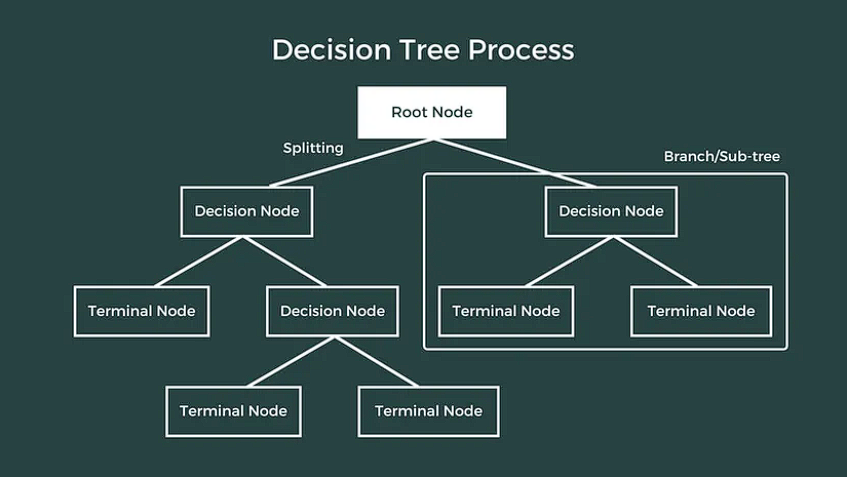 Decision Tree Process
Root Node
Splitting
Branch/Sub-tree
Decision Node
Decision Node
Terminal Node
Decision Node
Terminal Node
Terminal Node
Terminal Node
Terminal Node